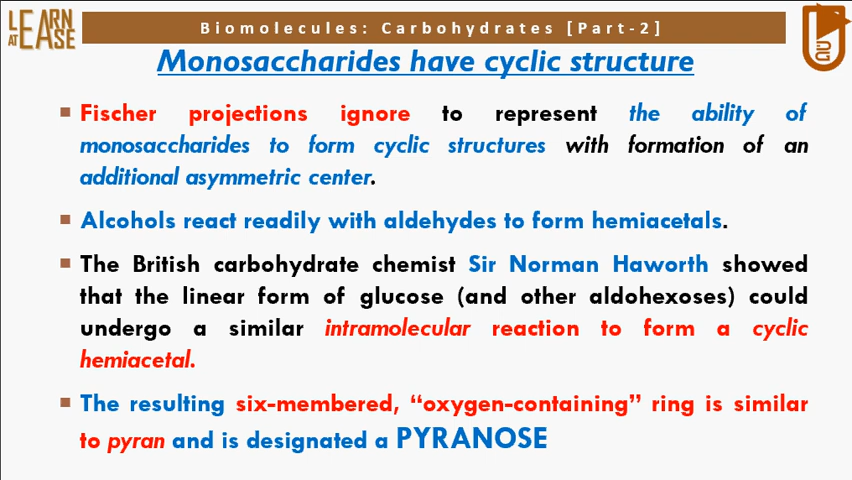 LEARN
AT EASE
Biomolecules: Carbohydrates [Part-2]
Monosaccharides have cyclic structure
Fischer projections ignore to represent the ability of
monosaccharides to form cyclic structures with formation of an
additional asymmetric center.
Alcohols react readily with aldehydes to form hemiacetals.
The British carbohydrate chemist Sir Norman Haworth showed
that the linear form of glucose (and other aldohexoses) could
undergo a similar intramolecular reaction to form a cyclic
hemiacetal.
The resulting six-membered, “oxygen-containing” ring is similar
to pyran and is designated a PYRANOSE